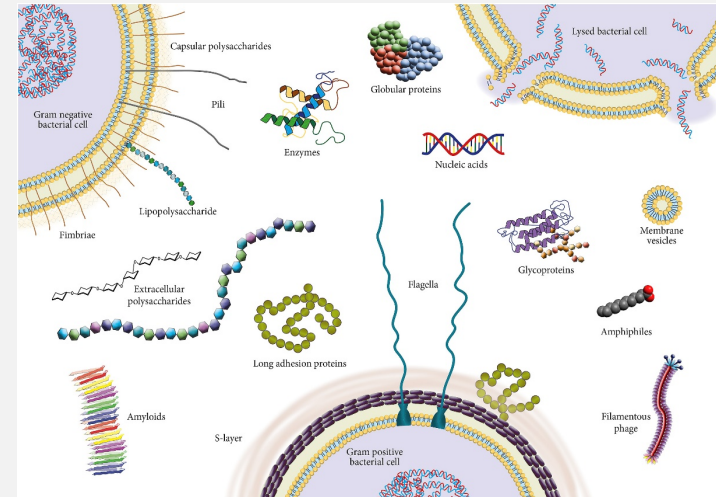 Capsular polysaccharides
Lysed bacterial cell
Globular proteins
Pili
Gram negative
bacterial cell
Enzymes
Nucleic acids
Lipopolysaccharide
Fimbriae
Membrane
vesicles
Glycoproteins
Extracellular
polysaccharides
Flagella
Amphiphiles
Long adhesion proteins
Amyloids
Filamentous
phage
S-layer
Gram positive
bacterial cell